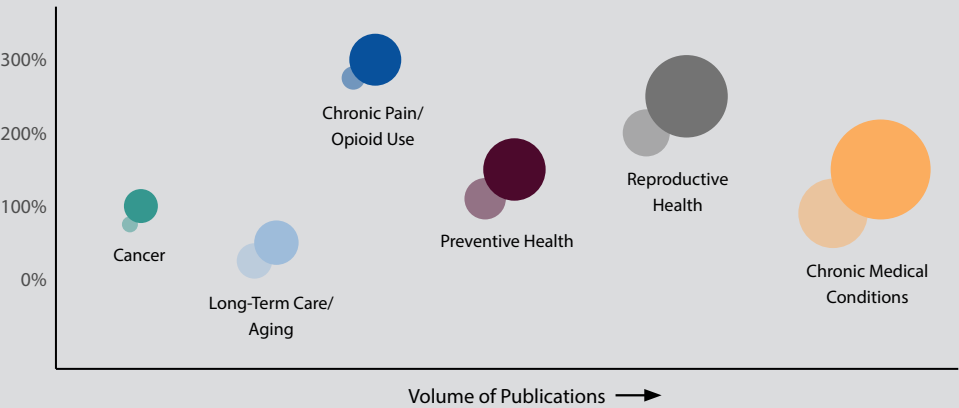 300%
200%
100%
0%
Chronic Pain/
Opioid Use
Reproductive
Health
Preventive Health
Cancer
Chronic Medical
Conditions
Long-Term Care/
Aging
Volume of Publications